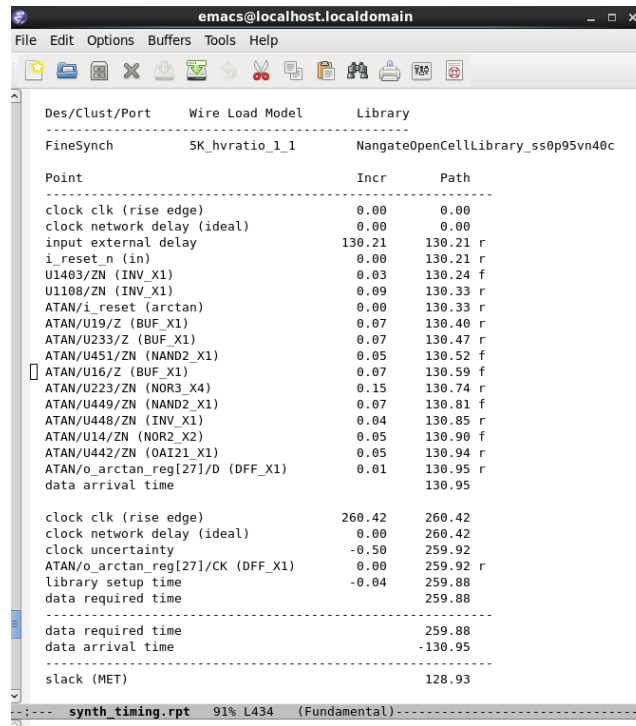 emacs@localhost.localdomain
File Edit Options Buffers Tools Help
Des/Clust/Port     Wire Load Model       Library
------------------------------------------------
FineSynch          5K_hvratio_1_1        NangateOpenCellLibrary_ss0p95vn40c
Point                                    Incr       Path
-----------------------------------------------------------
clock clk (rise edge)                    0.00       0.00
clock network delay (ideal)              0.00       0.00
input external delay                   130.21     130.21 r
i_reset_n (in)                           0.00     130.21 r
U1403/ZN (INV_X1)                        0.03     130.24 f
U1108/ZN (INV_X1)                        0.09     130.33 r
ATAN/i_reset (arctan)                    0.00     130.33 r
ATAN/U19/Z (BUF_X1)                      0.07     130.40 r
ATAN/U233/Z (BUF_X1)                     0.07     130.47 r
ATAN/U451/ZN (NAND2_X1)                  0.05     130.52 f
ATAN/U16/Z (BUF_X1)                      0.07     130.59 f
ATAN/U223/ZN (NOR3_X4)                   0.15     130.74 r
ATAN/U449/ZN (NAND2_X1)                  0.07     130.81 f
ATAN/U448/ZN (INV_X1)                    0.04     130.85 r
ATAN/U14/ZN (NOR2_X2)                    0.05     130.90 f
ATAN/U442/ZN (OAI21_X1)                  0.05     130.94 r
ATAN/o_arctan_reg[27]/D (DFF_X1)         0.01     130.95 r
data arrival time                                 130.95
clock clk (rise edge)                  260.42     260.42
clock network delay (ideal)              0.00     260.42
clock uncertainty                       -0.50     259.92
ATAN/o_arctan_reg[27]/CK (DFF_X1)        0.00     259.92 r
library setup time                      -0.04     259.88
data required time                                259.88
-----------------------------------------------------------
data required time                                259.88
data arrival time                                -130.95
-----------------------------------------------------------
slack (MET)                                       128.93
--:---  synth_timing.rpt   91% L434   (Fundamental)------------------------------